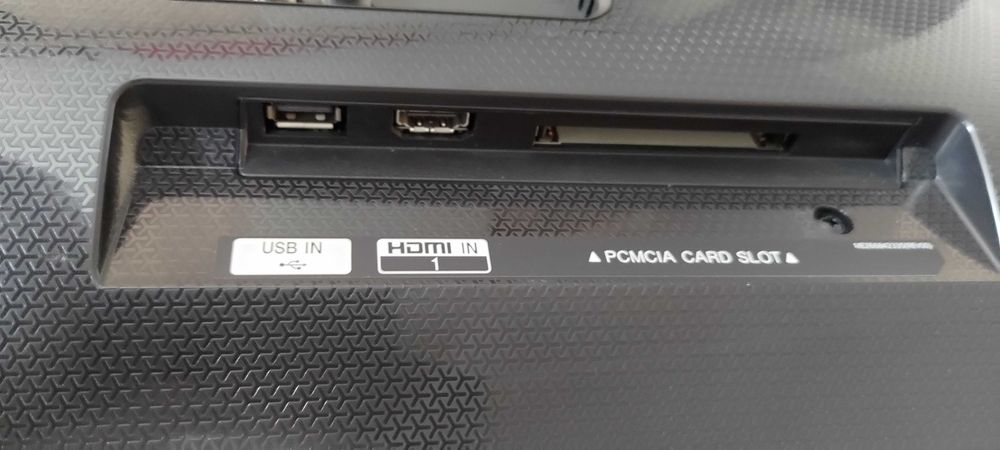 USB IN
HDMI IN
1
▲ PCMCIA CARD SLOT ▲